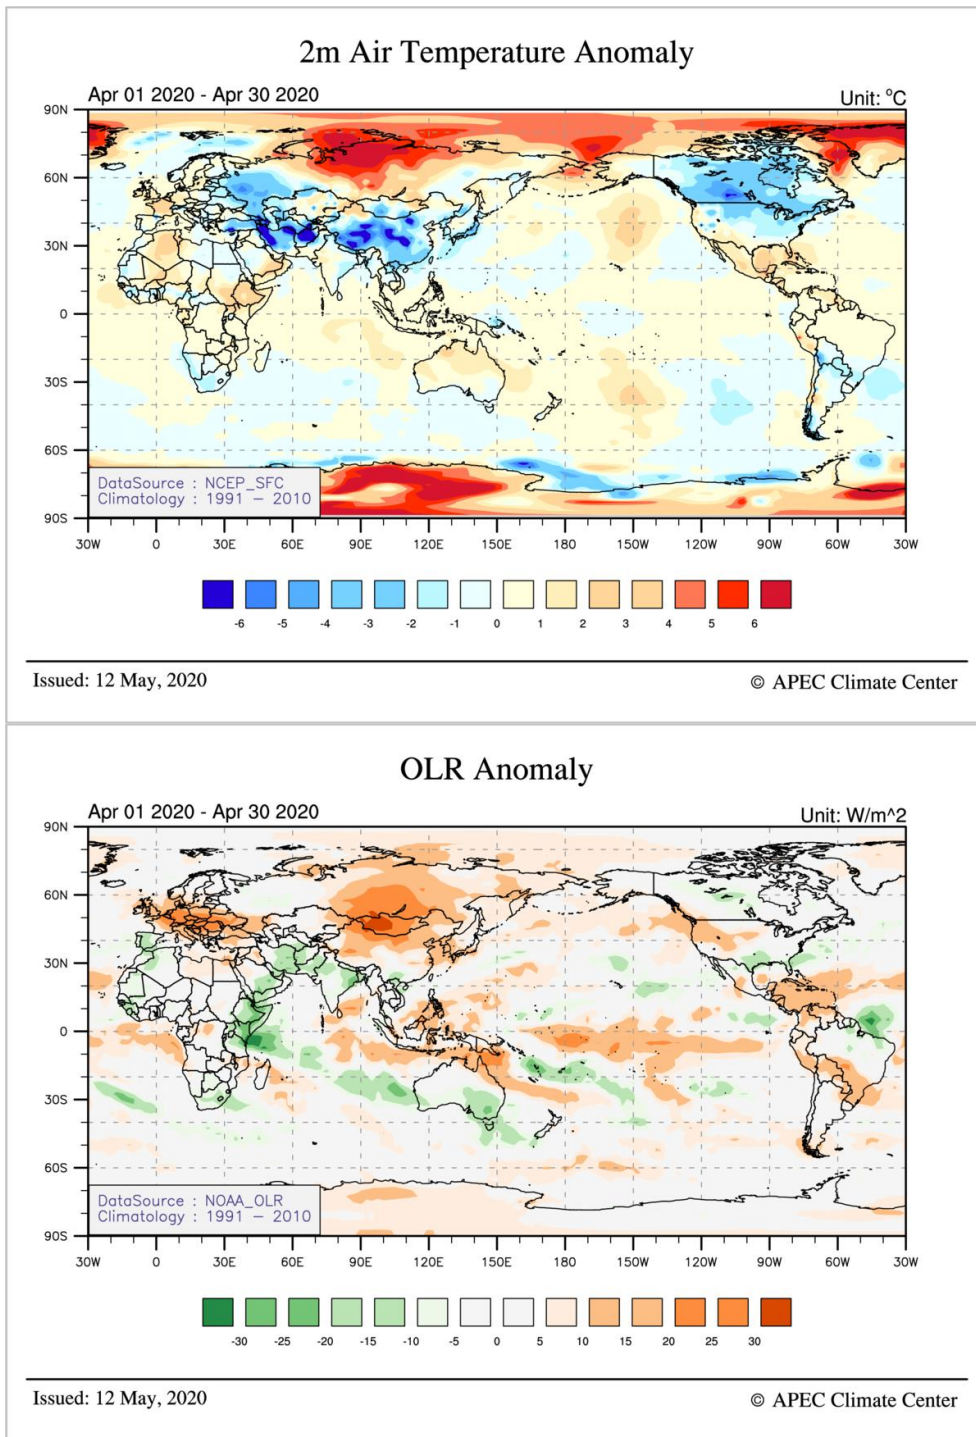 2m Air Temperature Anomaly
Apr 01 2020 - Apr 30 2020 Unit: °C
90N
60N
30N
0
30S
60S
90S
DataSource : NCEP_SFC
Climatology : 1991 – 2010
30W 0 30E 60E 90E 120E 150E 180 150W 120W 90W 60W 30W
-6 -5 -4 -3 -2 -1 0 1 2 3 4 5 6
Issued: 12 May, 2020 © APEC Climate Center
OLR Anomaly
Apr 01 2020 - Apr 30 2020 Unit: W/m^2
90N
60N
30N
0
30S
60S
90S
DataSource : NOAA_OLR
Climatology : 1991 – 2010
30W 0 30E 60E 90E 120E 150E 180 150W 120W 90W 60W 30W
-30 -25 -20 -15 -10 -5 0 5 10 15 20 25 30
Issued: 12 May, 2020 © APEC Climate Center